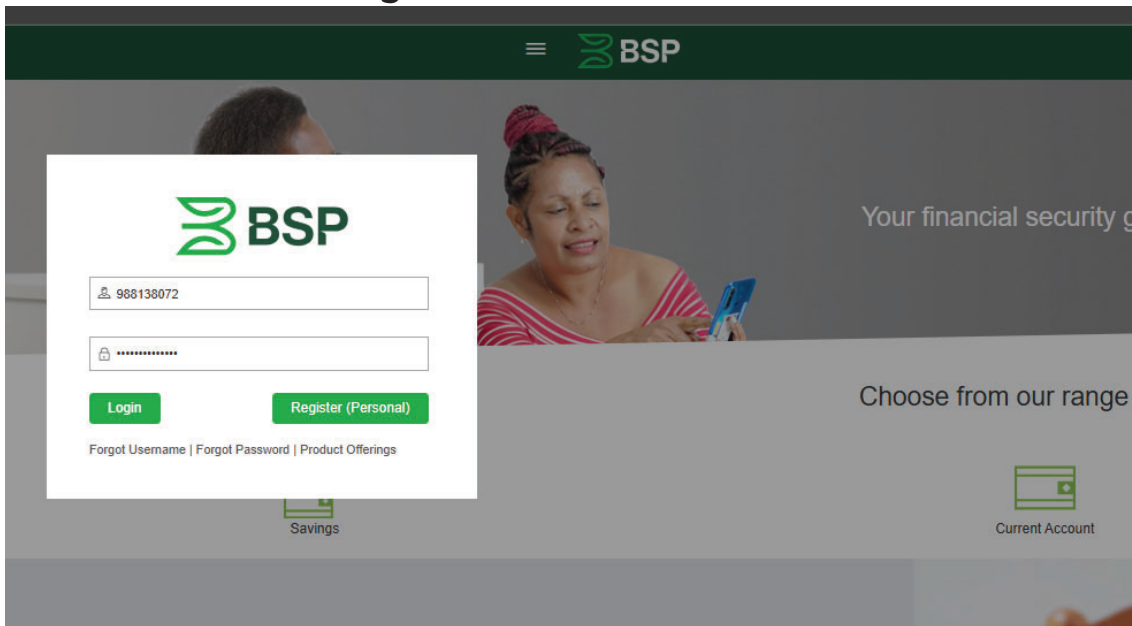 BSP
BSP
988138072
••••••••••••••
Login
Register (Personal)
Forgot Username | Forgot Password | Product Offerings
Your financial security g
Choose from our range
Savings
Current Account